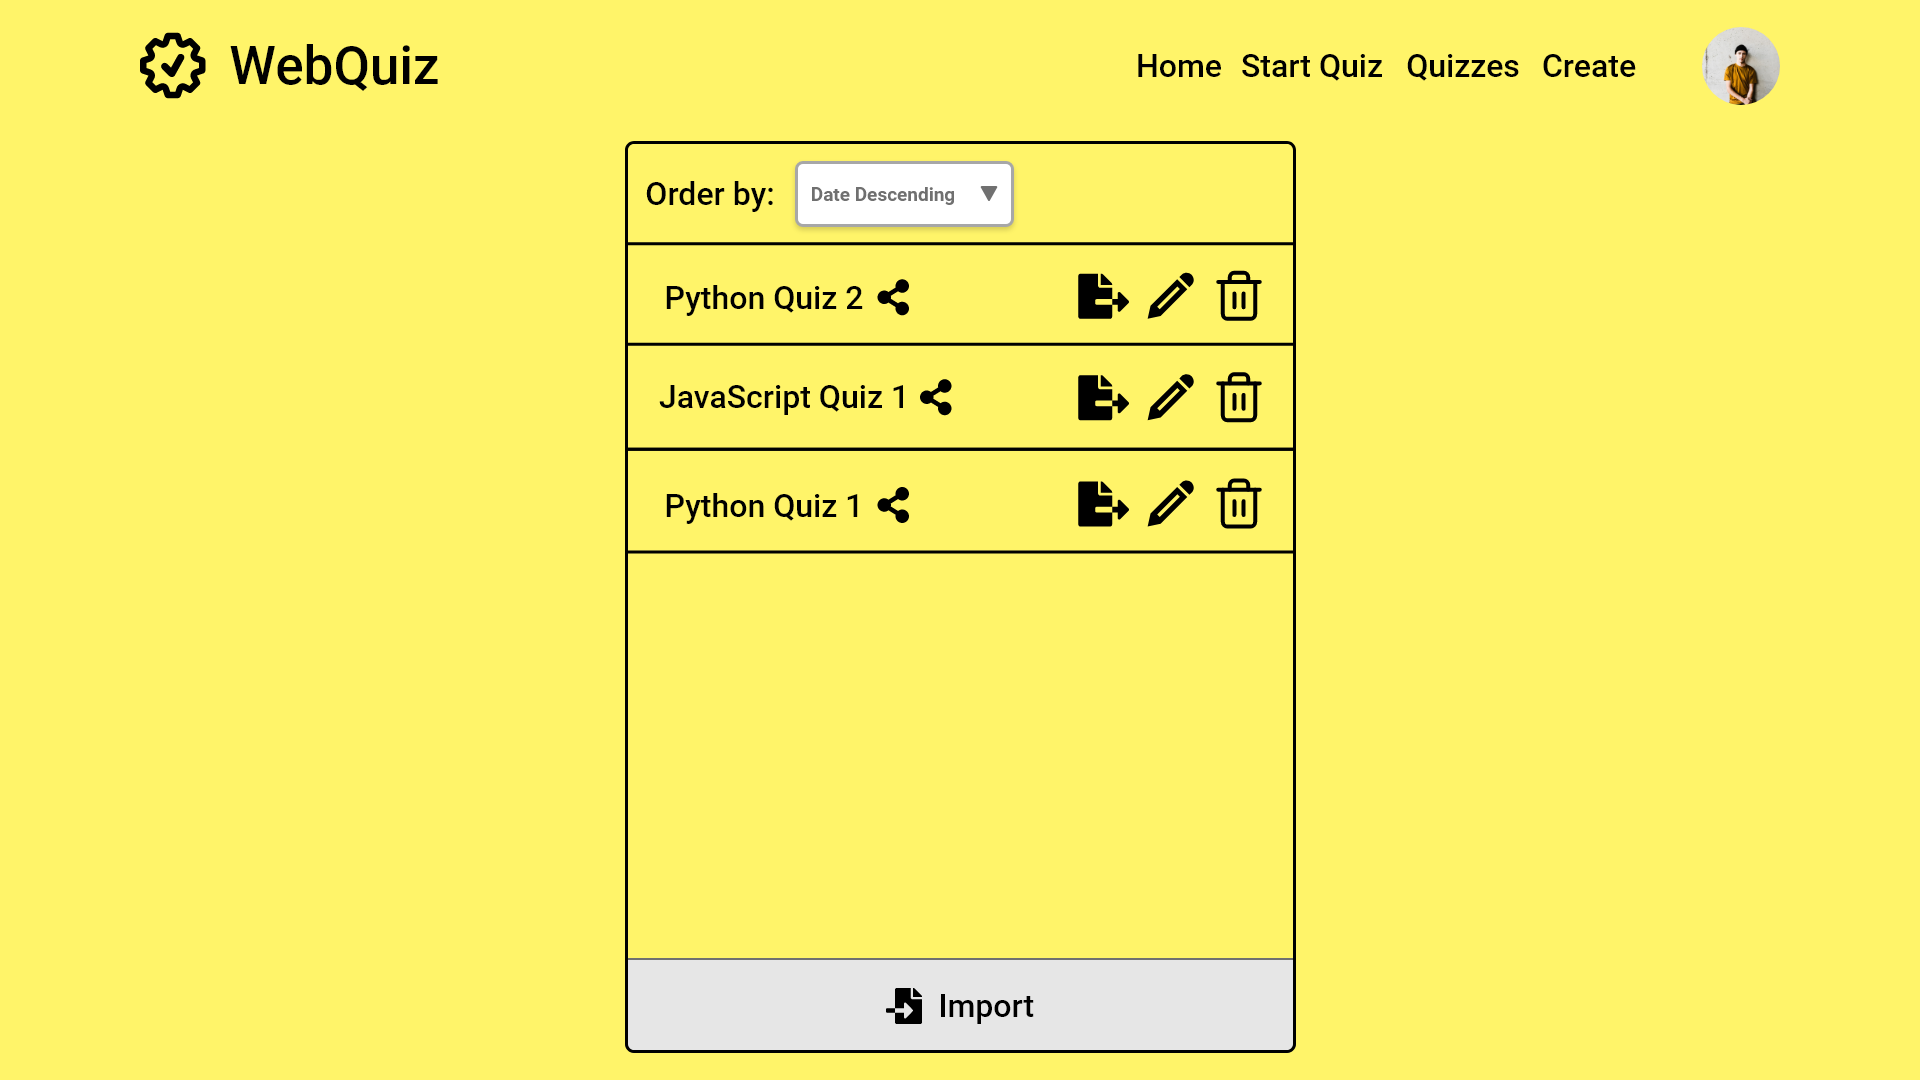 WebQuiz
Home Start Quiz Quizzes Create
Order by: Date Descending
Python Quiz 2
JavaScript Quiz 1
Python Quiz 1
Import